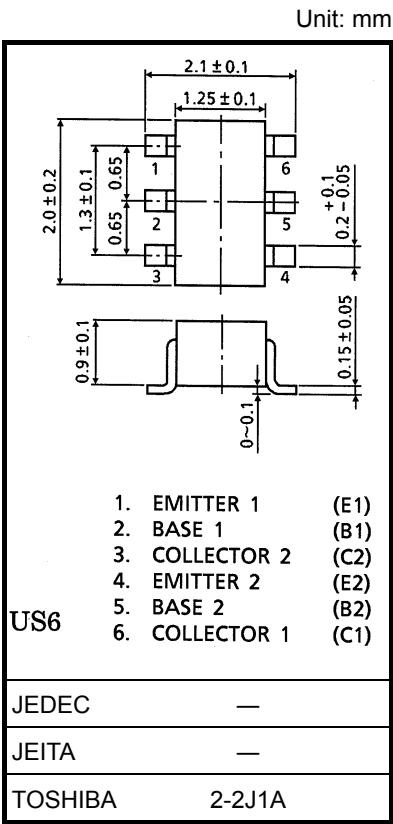 Unit: mm
2.1±0.1
1.25±0.1
1
6
2
5
3
4
2.0±0.2
1.3±0.1
0.65
0.65
+0.1
0.2-0.05
0.9±0.1
0.15±0.05
0~0.1
1. EMITTER 1 (E1)
2. BASE 1 (B1)
3. COLLECTOR 2 (C2)
4. EMITTER 2 (E2)
5. BASE 2 (B2)
6. COLLECTOR 1 (C1)
US6
JEDEC —
JEITA —
TOSHIBA 2-2J1A